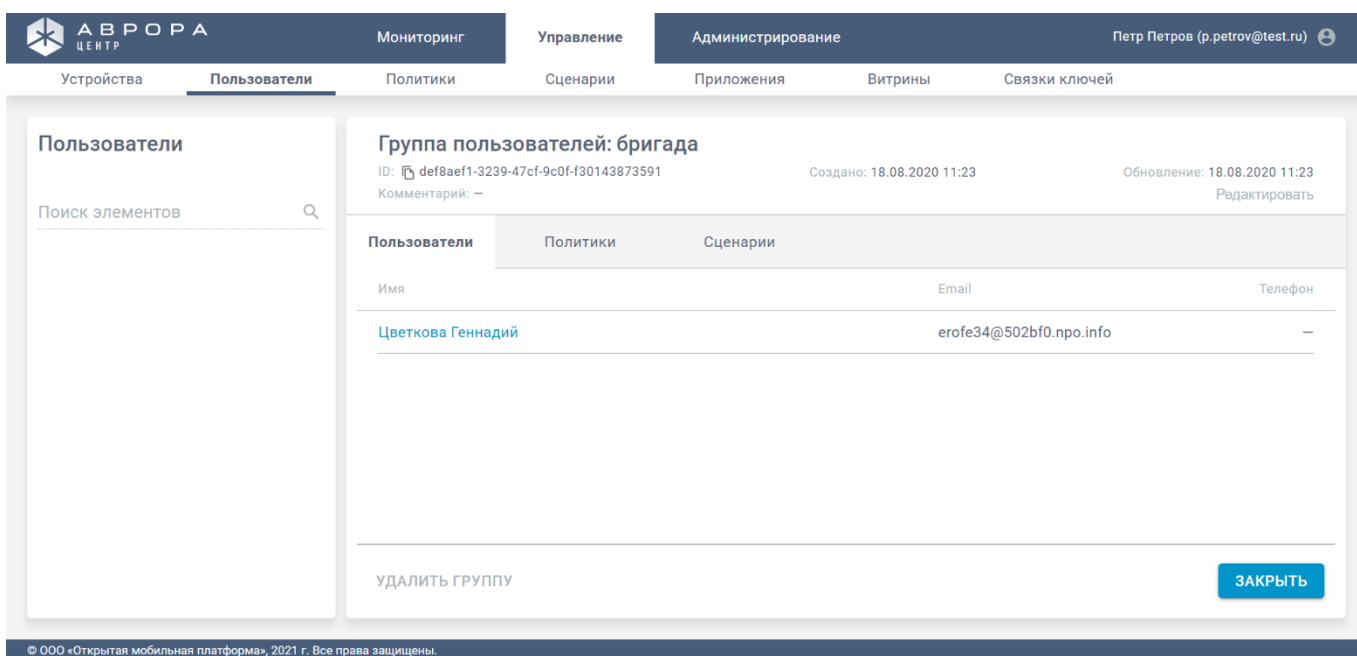 АВРОРА
ЦЕНТР
Мониторинг Управление Администрирование Петр Петров (p.petrov@test.ru)
Устройства Пользователи Политики Сценарии Приложения Витрины Связки ключей
Пользователи
Поиск элементов
Группа пользователей: бригада
ID: def8aef1-3239-47cf-9c0f-f30143873591 Создано: 18.08.2020 11:23 Обновление: 18.08.2020 11:23
Комментарий: — Редактировать
Пользователи Политики Сценарии
Имя Email Телефон
Цветкова Геннадий erofe34@502bf0.npo.info —
УДАЛИТЬ ГРУППУ ЗАКРЫТЬ
© ООО «Открытая мобильная платформа», 2021 г. Все права защищены.